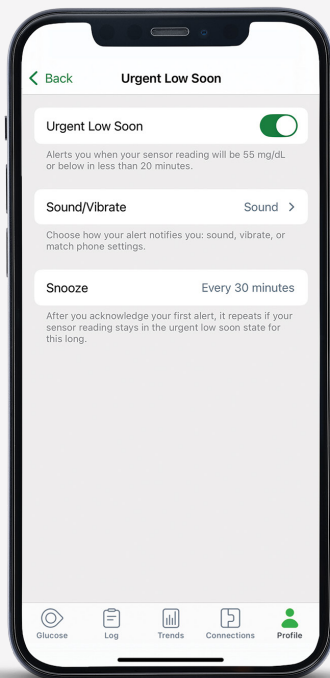 Back
Urgent Low Soon
Urgent Low Soon
Alerts you when your sensor reading will be 55 mg/dL
or below in less than 20 minutes.
Sound/Vibrate
Sound
Choose how your alert notifies you: sound, vibrate, or
match phone settings.
Snooze
Every 30 minutes
After you acknowledge your first alert, it repeats if your
sensor reading stays in the urgent low soon state for
this long.
Glucose
Log
Trends
Connections
Profile